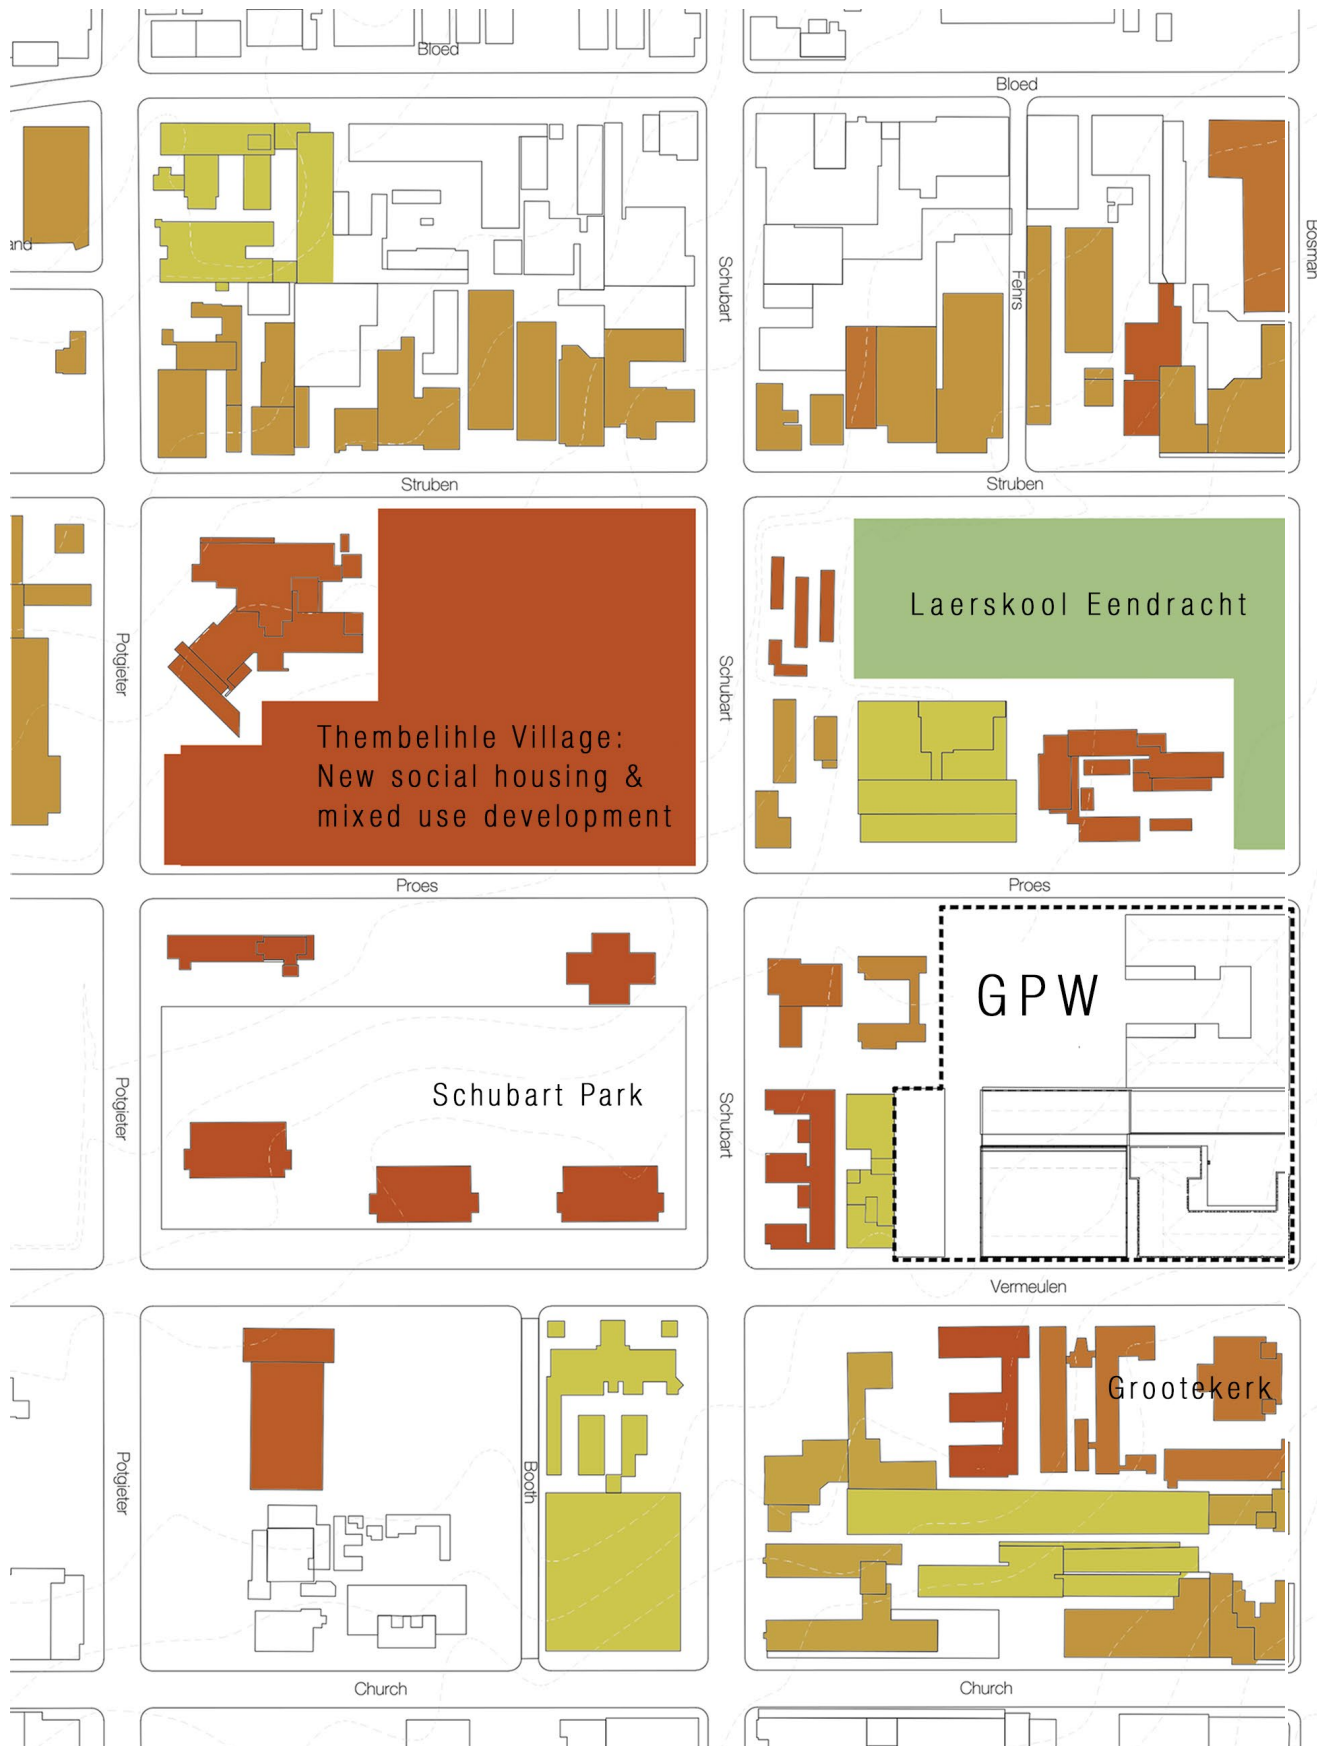 Bloed
Bloed
and
Schubart
Fehrs
Bosman
Struben
Struben
Laerskool Eendracht
Potgieter
Schubart
Thembelihle Village:
New social housing &
mixed use development
Proes
Proes
GPW
Schubart Park
Potgieter
Schubart
Vermeulen
Grootekerk
Potgieter
Booth
Church
Church